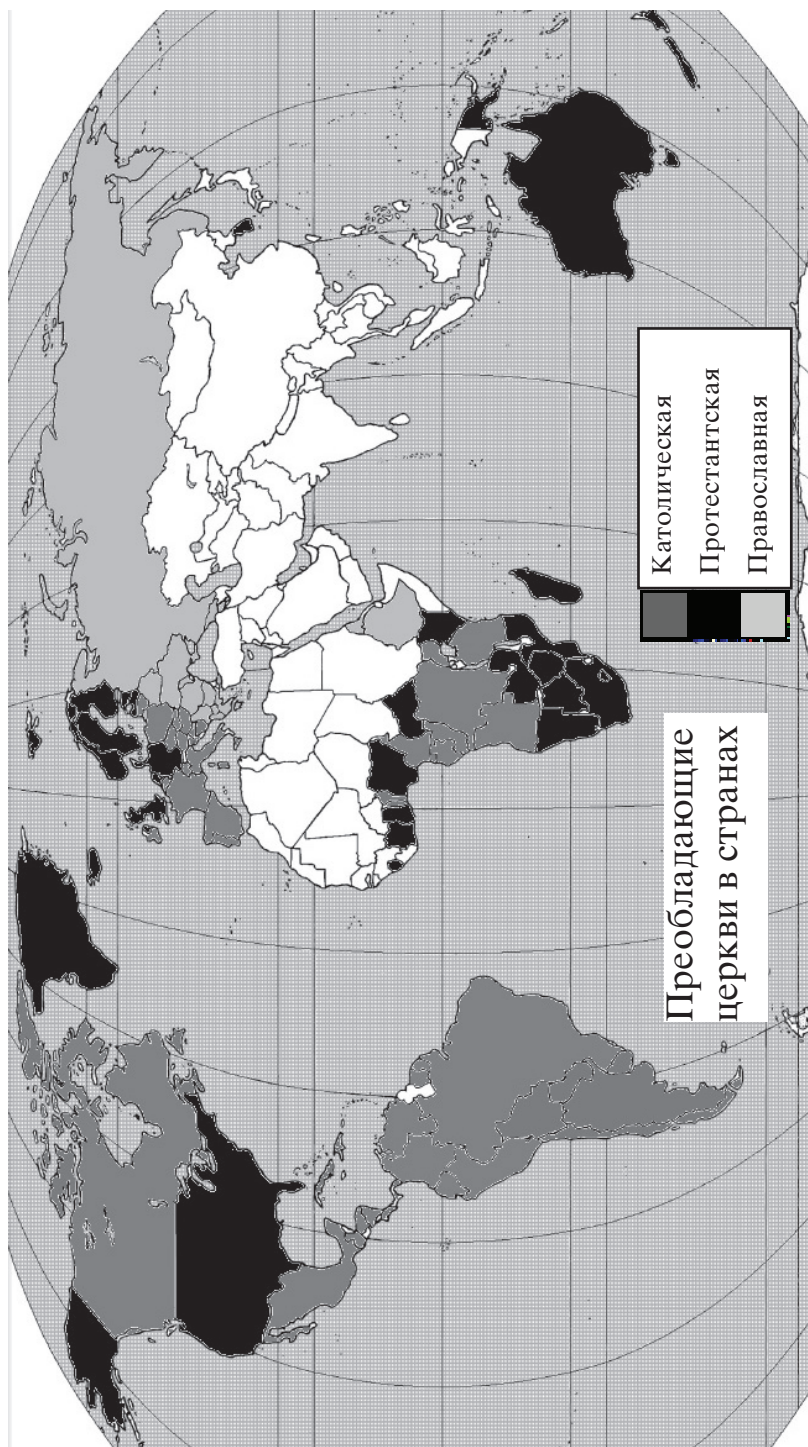 Преобладающие
церкви в странах
Католическая
Протестантская
Православная